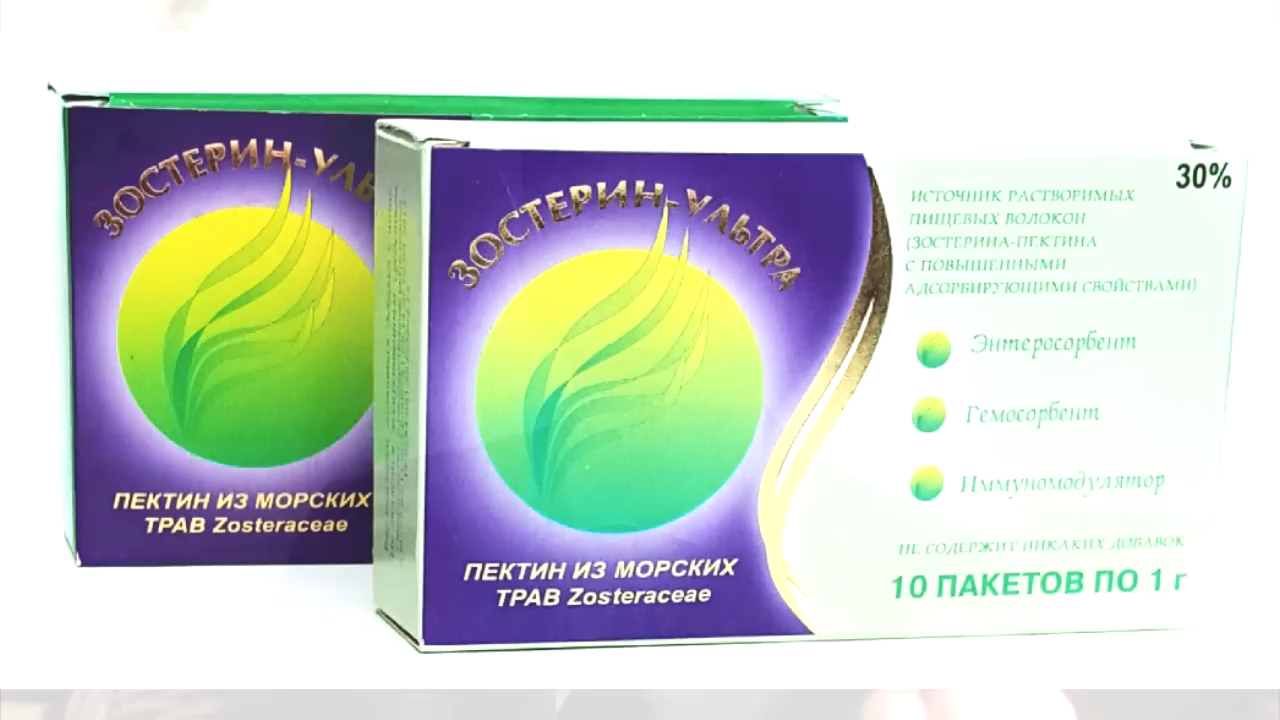 ЗОСТЕРИН-УЛЬ
ПЕКТИН ИЗ МОРСКИХ
ТРАВ Zosteraceae
ЗОСТЕРИН-УЛЬТРА
ПЕКТИН ИЗ МОРСКИХ
ТРАВ Zosteraceae
30%
ИСТОЧНИК РАСТВОРИМЫХ
ПИЩЕВЫХ ВОЛОКОН
(ЗОСТЕРИНА-ПЕКТИНА
С ПОВЫШЕННЫМИ
АДСОРБИРУЮЩИМИ СВОЙСТВАМИ)
Энтеросорбент
Гемосорбент
Иммуномодулятор
НЕ СОДЕРЖИТ НИКАКИХ ДОБАВОК
10 ПАКЕТОВ ПО 1 г